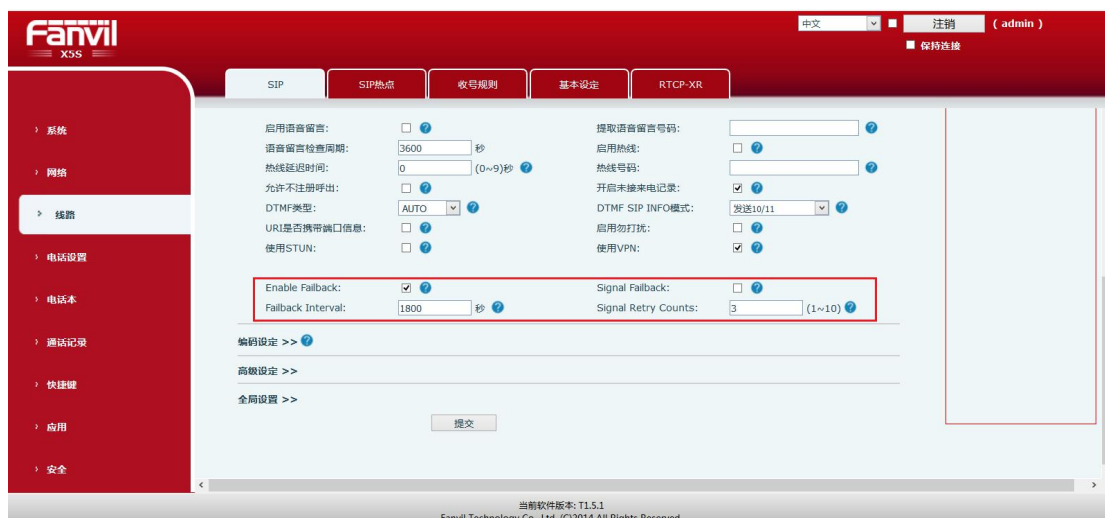 中文 注销 ( admin )
Fanvil
X5S
保持连接
SIP SIP热点 收号规则 基本设定 RTCP-XR
› 系统
› 网络
› 线路
› 电话设置
› 电话本
› 通话记录
› 快捷键
› 应用
› 安全
启用语音留言: 提取语音留言号码:
语音留言检查周期: 3600 秒 启用热线:
热线延迟时间: 0 (0~9)秒 热线号码:
允许不注册呼出: 开启未接来电记录:
DTMF类型: AUTO DTMF SIP INFO模式: 发送10/11
URI是否携带端口信息: 启用勿打扰:
使用STUN: 使用VPN:
Enable Failback: Signal Failback:
Failback Interval: 1800 秒 Signal Retry Counts: 3 (1~10)
编码设定 >>
高级设定 >>
全局设置 >>
提交
当前软件版本: T1.5.1
Fanvil Technology Co., Ltd. (C)2014 All Rights Reserved.